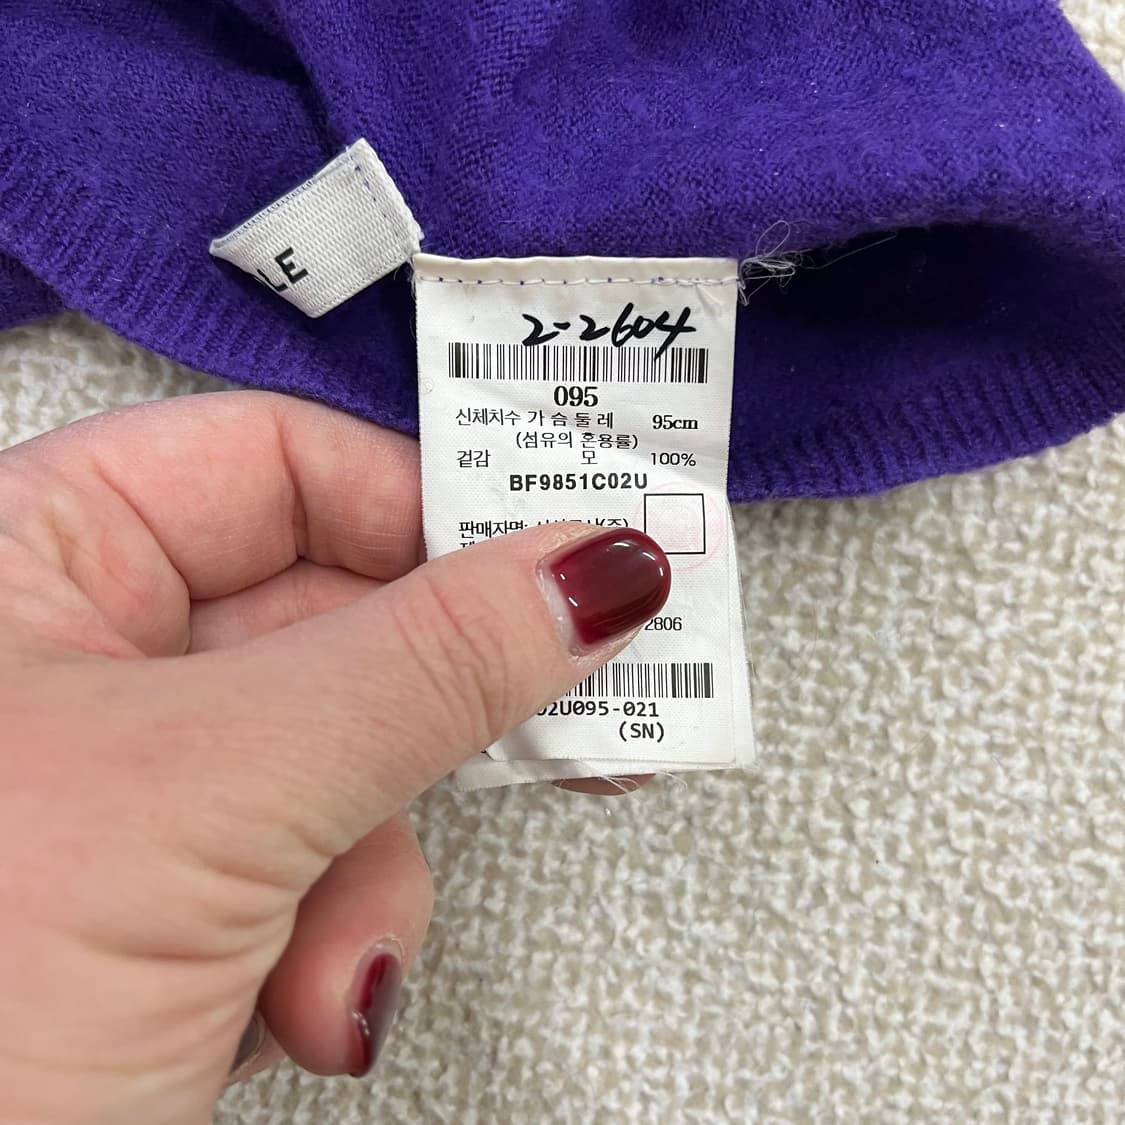 LE
2-2604
095
신체치수 가슴둘레 95cm
(섬유의 혼용률)
겉감 모 100%
BF9851C02U
판매자명: (주)
2806
02U095-021
(SN)